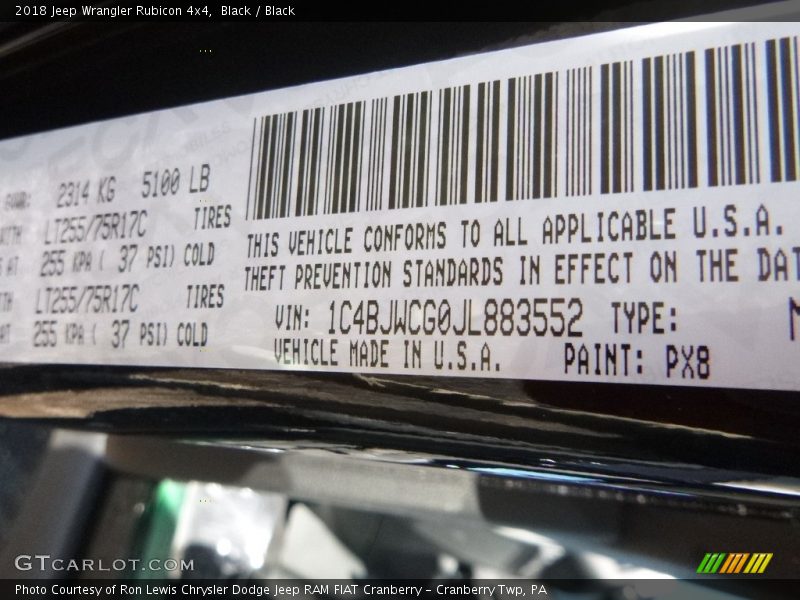 2018 Jeep Wrangler Rubicon 4x4, Black / Black
2314 KG 5100 LB
LT255/75R17C TIRES
255 KPA ( 37 PSI) COLD
LT255/75R17C TIRES
255 KPA ( 37 PSI) COLD
THIS VEHICLE CONFORMS TO ALL APPLICABLE U.S.A.
THEFT PREVENTION STANDARDS IN EFFECT ON THE DAT
VIN: 1C4BJWCG0JL883552 TYPE: M
VEHICLE MADE IN U.S.A. PAINT: PX8
GTCARLOT.COM
Photo Courtesy of Ron Lewis Chrysler Dodge Jeep RAM FIAT Cranberry – Cranberry Twp, PA